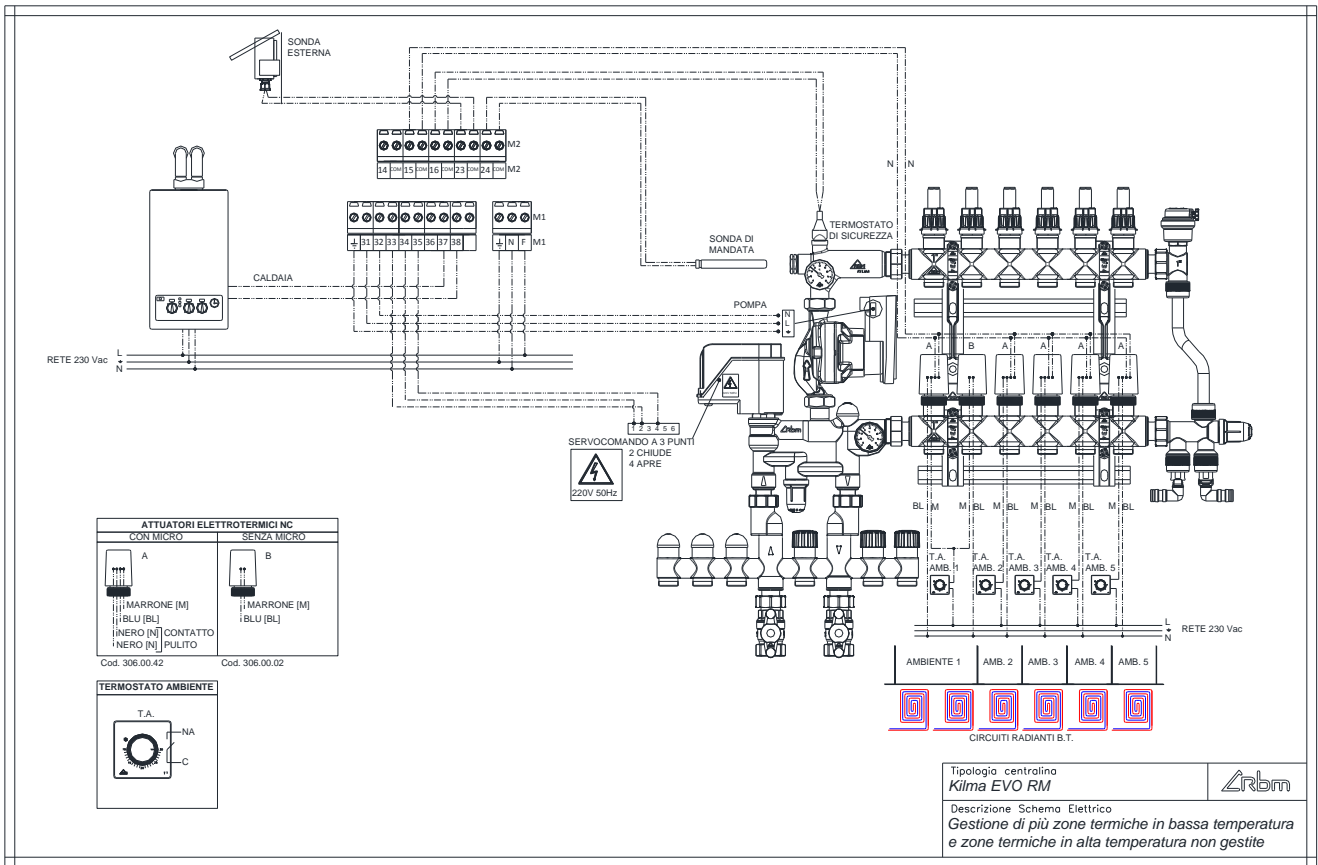 SONDA
ESTERNA
M2
14 COM 15 COM 16 COM 23 COM 24 COM M2
N N
M1
31 32 33 34 35 36 37 38
N F M1
TERMOSTATO
DI SICUREZZA
SONDA DI
MANDATA
1"
1"
CALDAIA
POMPA
N
L
RETE 230 Vac
L
N
A B A A A A
1 2 3 4 5 6
SERVOCOMANDO A 3 PUNTI
2 CHIUDE
4 APRE
220V 50Hz
rbm
BL M M BL M BL M BL M BL
T.A.
AMB. 1
T.A.
AMB. 2
T.A.
AMB. 3
T.A.
AMB. 4
T.A.
AMB. 5
L
N
RETE 230 Vac
AMBIENTE 1 AMB. 2 AMB. 3 AMB. 4 AMB. 5
CIRCUITI RADIANTI B.T.
ATTUATORI ELETTROTERMICI NC
CON MICRO SENZA MICRO
A
MARRONE [M]
BLU [BL]
NERO [N] CONTATTO
NERO [N] PULITO
B
MARRONE [M]
BLU [BL]
Cod. 306.00.42 Cod. 306.00.02
TERMOSTATO AMBIENTE
T.A.
NA
C
Tipologia centralina
Kilma EVO RM
rbm
Descrizione Schema Elettrico
Gestione di più zone termiche in bassa temperatura
e zone termiche in alta temperatura non gestite